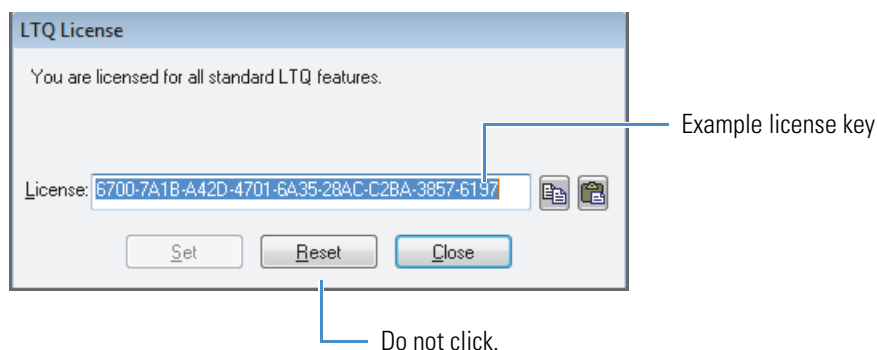 LTQ License
You are licensed for all standard LTQ features.
Example license key
License: 6700-7A1B-A42D-4701-6A35-28AC-C2BA-3857-6197
Set Reset Close
Do not click.